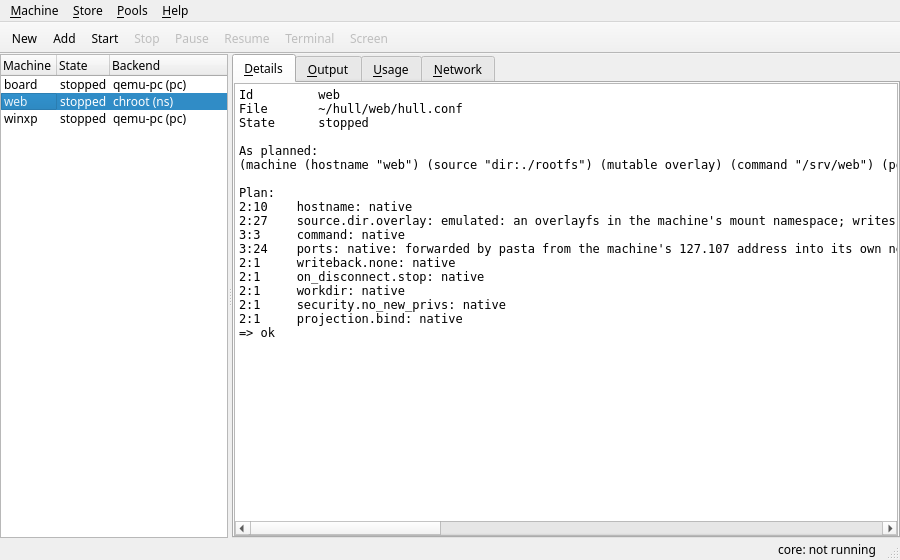 Machine Store Pools Help
New Add Start Stop Pause Resume Terminal Screen
Machine State Backend
board stopped qemu-pc (pc)
web stopped chroot (ns)
winxp stopped qemu-pc (pc)
Details Output Usage Network
Id web
File ~/hull/web/hull.conf
State stopped
As planned:
(machine (hostname "web") (source "dir:./rootfs") (mutable overlay) (command "/srv/web") (p
Plan:
2:10 hostname: native
2:27 source.dir.overlay: emulated: an overlayfs in the machine's mount namespace; writes
3:3 command: native
3:24 ports: native: forwarded by pasta from the machine's 127.107 address into its own n
2:1 writeback.none: native
2:1 on_disconnect.stop: native
2:1 workdir: native
2:1 security.no_new_privs: native
2:1 projection.bind: native
=> ok
core: not running